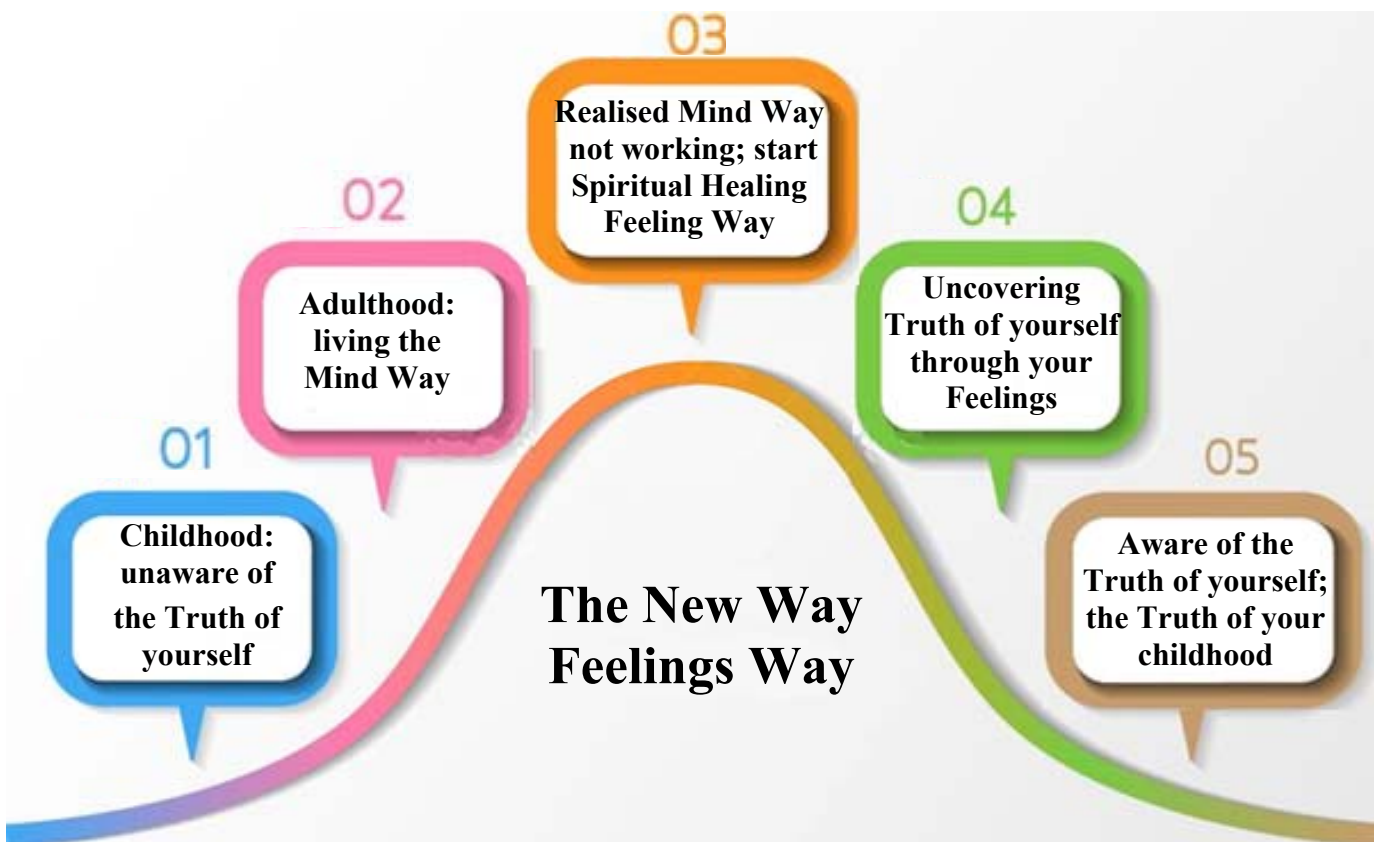 01
Childhood:
unaware of
the Truth of
yourself
02
Adulthood:
living the
Mind Way
03
Realised Mind Way
not working; start
Spiritual Healing
Feeling Way
04
Uncovering
Truth of yourself
through your
Feelings
05
Aware of the
Truth of yourself;
the Truth of your
childhood
The New Way
Feelings Way